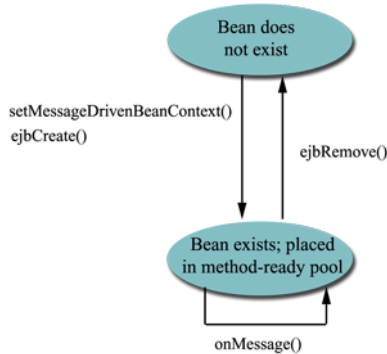 Bean does
not exist
setMessageDrivenBeanContext()
ejbCreate()
ejbRemove()
Bean exists; placed
in method-ready pool
onMessage()